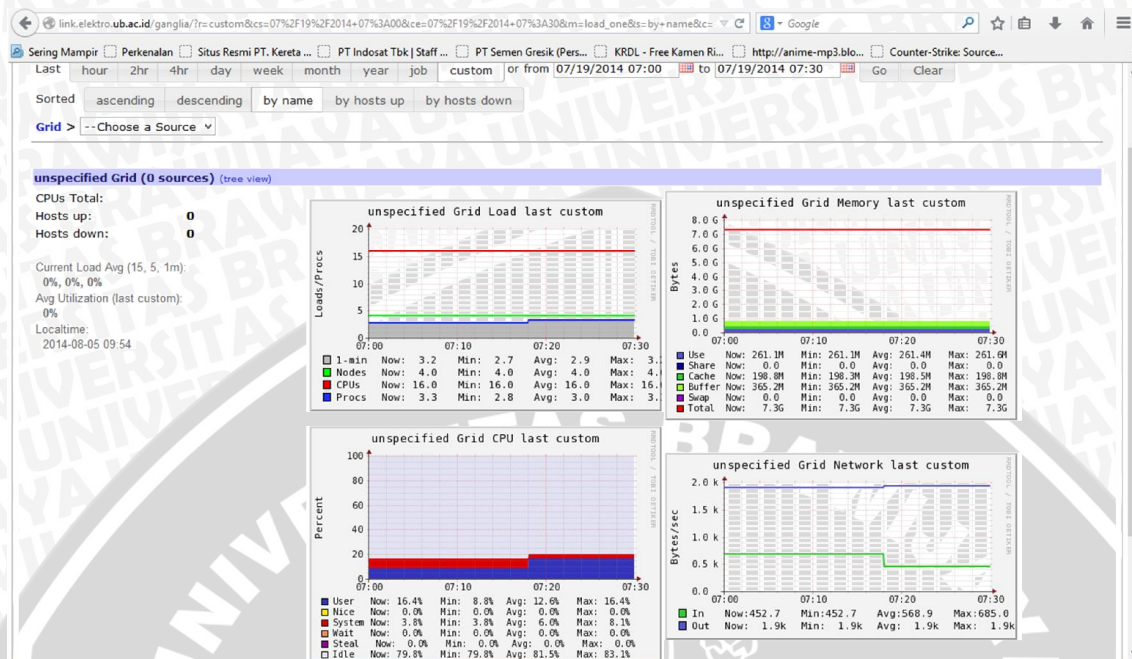 link.elektro.ub.ac.id/ganglia/?r=custom&cs=07%2F19%2F2014+07%3A00&ce=07%2F19%2F2014+07%3A30&m=load_one&s=by+name&c=
Google
Sering Mampir Perkenalan Situs Resmi PT. Kereta ... PT Indosat Tbk | Staff ... PT Semen Gresik (Pers... KRDL - Free Kamen Ri... http://anime-mp3.blo... Counter-Strike: Source...
Last hour 2hr 4hr day week month year job custom or from 07/19/2014 07:00 to 07/19/2014 07:30 Go Clear
Sorted ascending descending by name by hosts up by hosts down
Grid > --Choose a Source
unspecified Grid (0 sources) (tree view)
CPUs Total:
Hosts up: 0
Hosts down: 0
Current Load Avg (15, 5, 1m):
0%, 0%, 0%
Avg Utilization (last custom):
0%
Localtime:
2014-08-05 09:54
unspecified Grid Load last custom
RRDTOOL / TOBI OETIKER
Loads/Procs
20
15
10
5
0
07:00 07:10 07:20 07:30
1-min Now: 3.2 Min: 2.7 Avg: 2.9 Max: 3.
Nodes Now: 4.0 Min: 4.0 Avg: 4.0 Max: 4.
CPUs Now: 16.0 Min: 16.0 Avg: 16.0 Max: 16.
Procs Now: 3.3 Min: 2.8 Avg: 3.0 Max: 3.
unspecified Grid Memory last custom
RRDTOOL / TOBI OETIKER
Bytes
8.0 G
7.0 G
6.0 G
5.0 G
4.0 G
3.0 G
2.0 G
1.0 G
0.0
07:00 07:10 07:20 07:30
Use Now: 261.1M Min: 261.1M Avg: 261.4M Max: 261.6M
Share Now: 0.0 Min: 0.0 Avg: 0.0 Max: 0.0
Cache Now: 198.8M Min: 198.3M Avg: 198.5M Max: 198.8M
Buffer Now: 365.2M Min: 365.2M Avg: 365.2M Max: 365.2M
Swap Now: 0.0 Min: 0.0 Avg: 0.0 Max: 0.0
Total Now: 7.3G Min: 7.3G Avg: 7.3G Max: 7.3G
unspecified Grid CPU last custom
RRDTOOL / TOBI OETIKER
Percent
100
80
60
40
20
0
07:00 07:10 07:20 07:30
User Now: 16.4% Min: 8.8% Avg: 12.6% Max: 16.4%
Nice Now: 0.0% Min: 0.0% Avg: 0.0% Max: 0.0%
System Now: 3.8% Min: 3.8% Avg: 6.0% Max: 8.1%
Wait Now: 0.0% Min: 0.0% Avg: 0.0% Max: 0.0%
Steal Now: 0.0% Min: 0.0% Avg: 0.0% Max: 0.0%
Idle Now: 79.8% Min: 79.8% Avg: 81.5% Max: 83.1%
unspecified Grid Network last custom
RRDTOOL / TOBI OETIKER
Bytes/sec
2.0 k
1.5 k
1.0 k
0.5 k
0.0
07:00 07:10 07:20 07:30
In Now:452.7 Min:452.7 Avg:568.9 Max:685.0
Out Now: 1.9k Min: 1.9k Avg: 1.9k Max: 1.9k